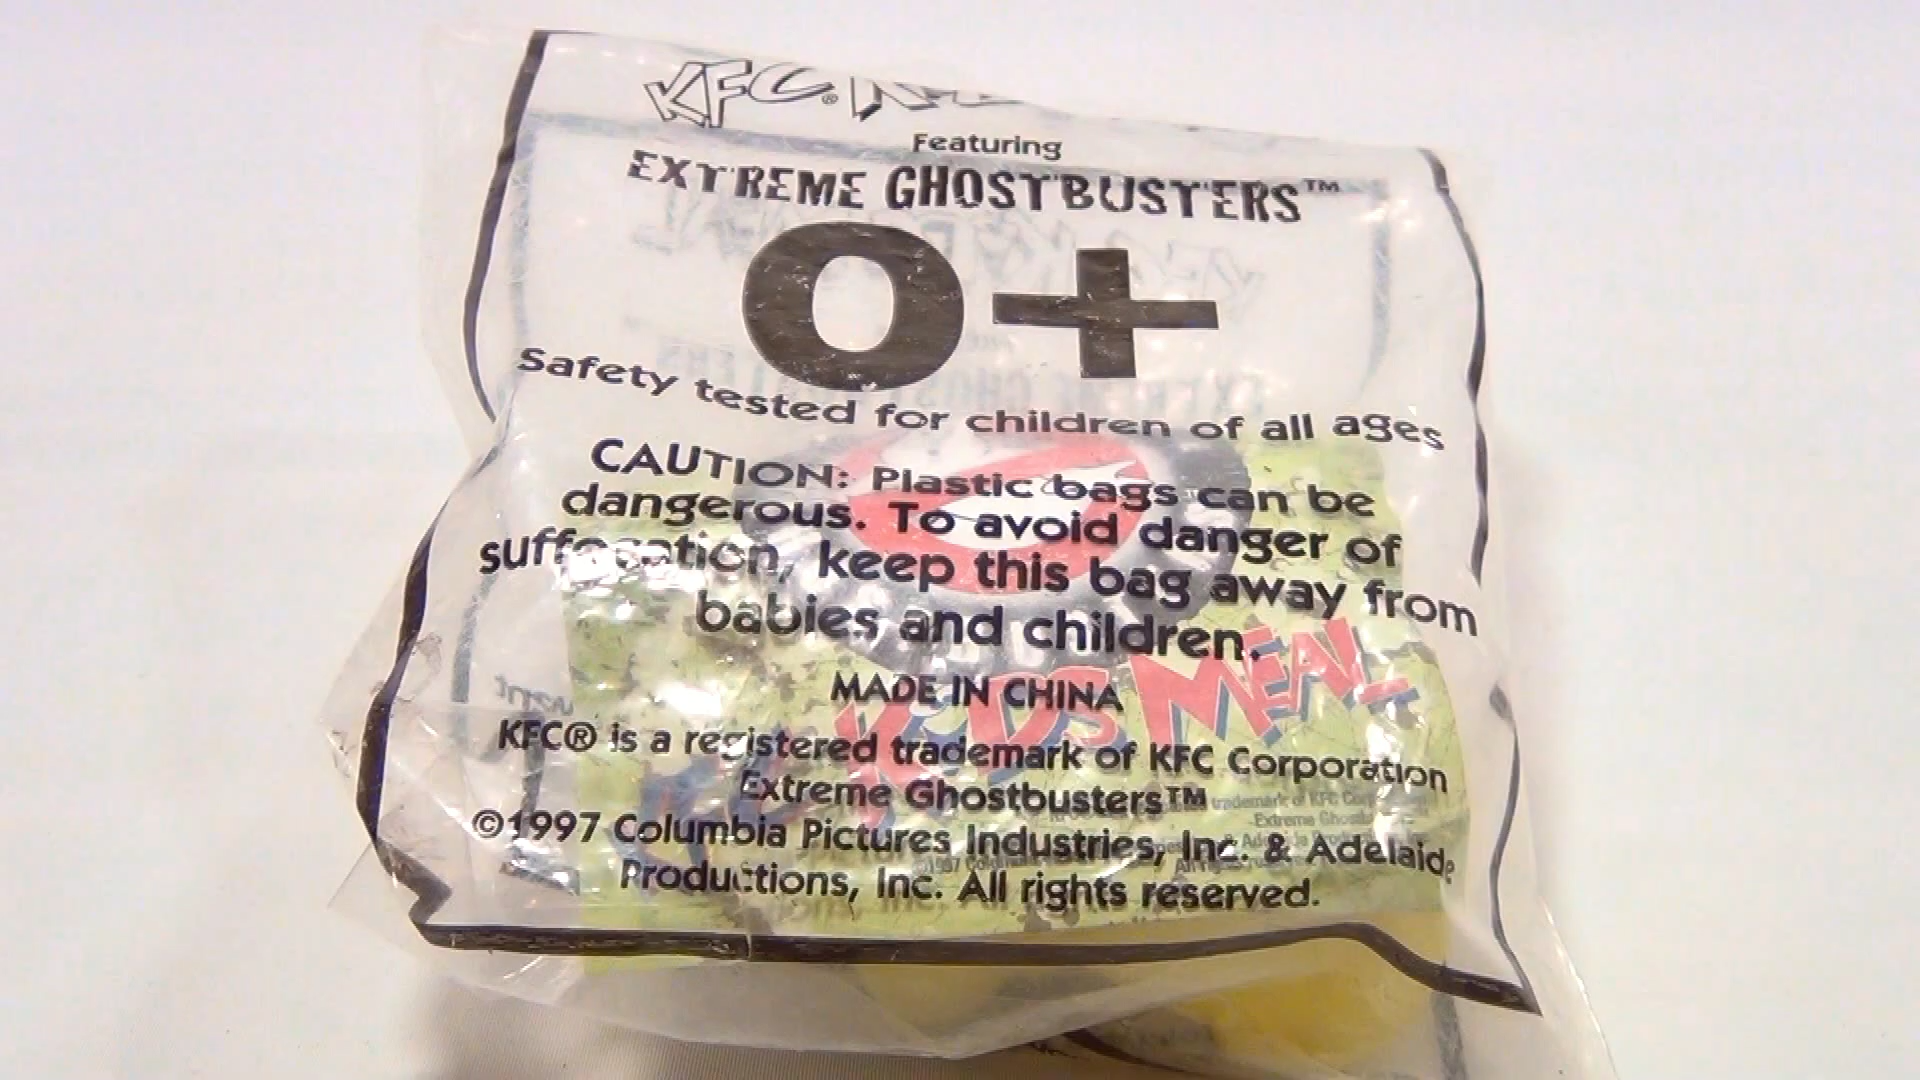 KFC®
Featuring
EXTREME GHOSTBUSTERS™
0+
Safety tested for children of all ages
CAUTION: Plastic bags can be
dangerous. To avoid danger of
suffocation, keep this bag away from
babies and children.
KIDS MEAL
MADE IN CHINA
KFC® is a registered trademark of KFC Corporation
Extreme Ghostbusters™
©1997 Columbia Pictures Industries, Inc. & Adelaide
Productions, Inc. All rights reserved.